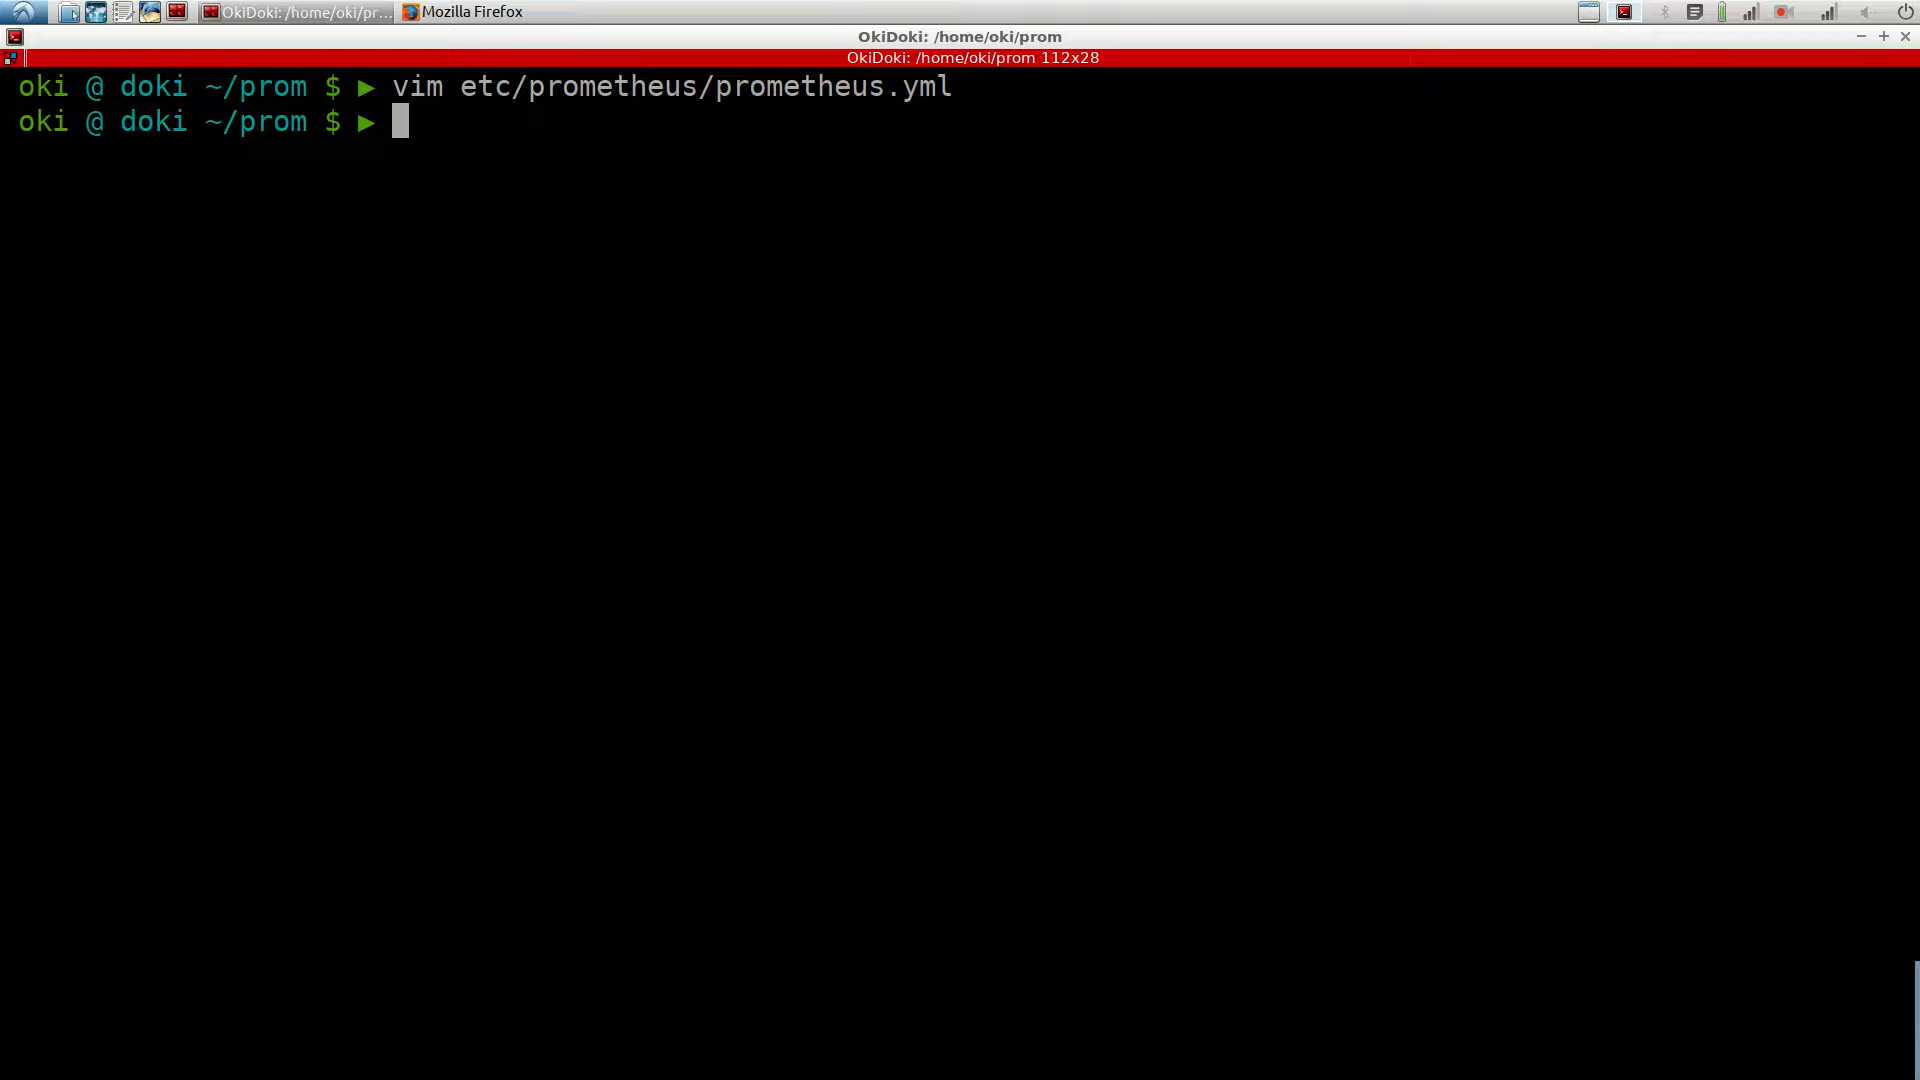 OkiDoki: /home/oki/pr...
Mozilla Firefox
OkiDoki: /home/oki/prom
OkiDoki: /home/oki/prom 112x28
oki @ doki ~/prom $ ► vim etc/prometheus/prometheus.yml
oki @ doki ~/prom $ ►